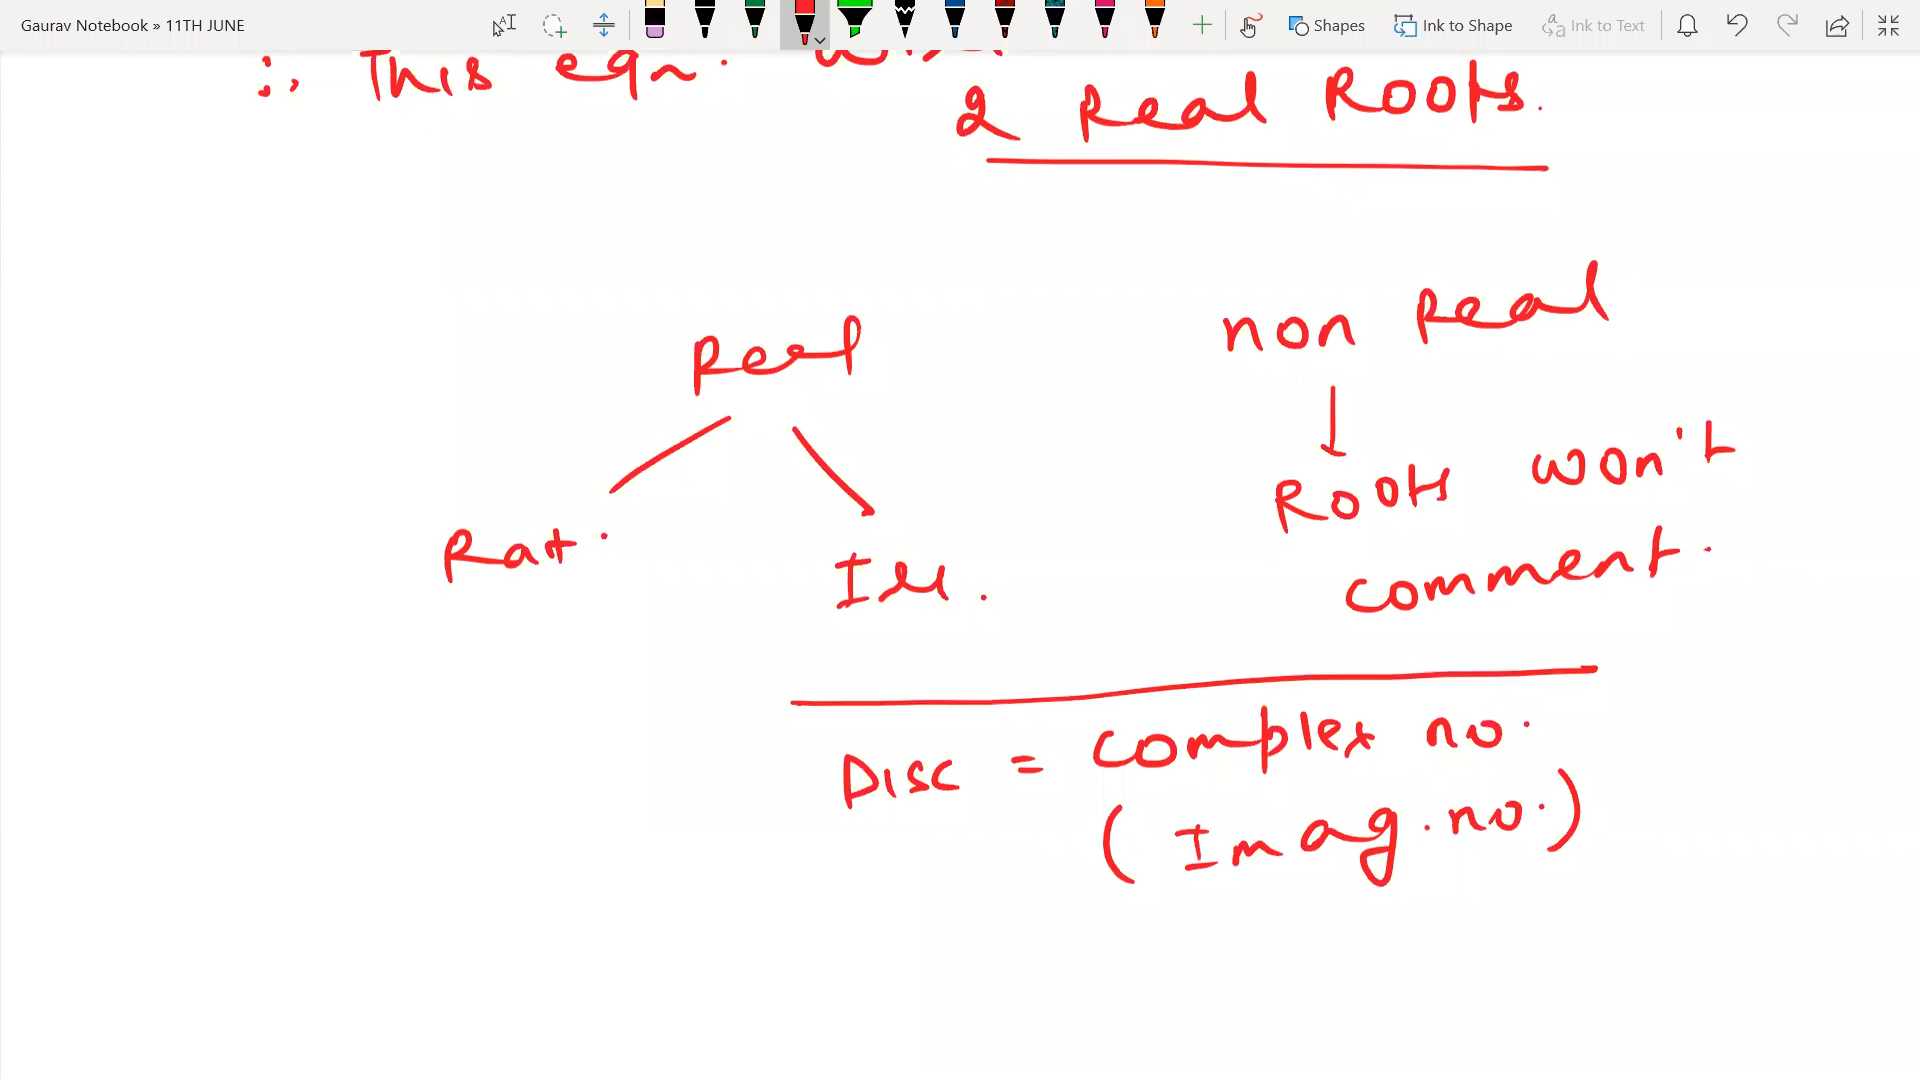 Gaurav Notebook » 11TH JUNE
Shapes
Ink to Shape
Ink to Text
∴ This eqn.
2 Real Roots.
Real
non Real
Rat.
Irr.
Roots won't
comment.
Disc = complex no.
(Imag. no.)